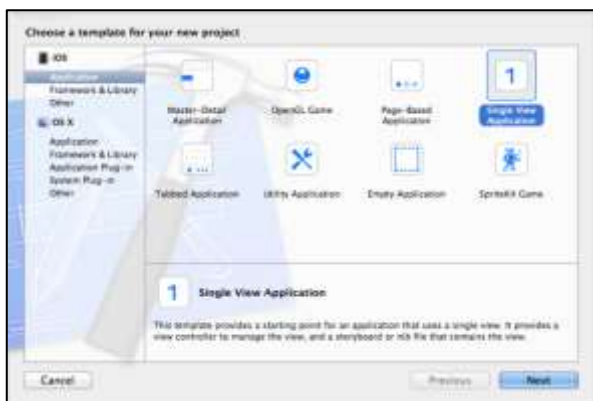 Choose a template for your new project
iOS
Application
Framework & Library
Other
OS X
Application
Framework & Library
Application Plug-in
System Plug-in
Other
Master-Detail
Application
OpenGL Game
Page-Based
Application
1
Single View
Application
Tabbed Application
Utility Application
Empty Application
SpriteKit Game
1
Single View Application
This template provides a starting point for an application that uses a single view. It provides a
view controller to manage the view, and a storyboard or nib file that contains the view.
Cancel
Previous
Next